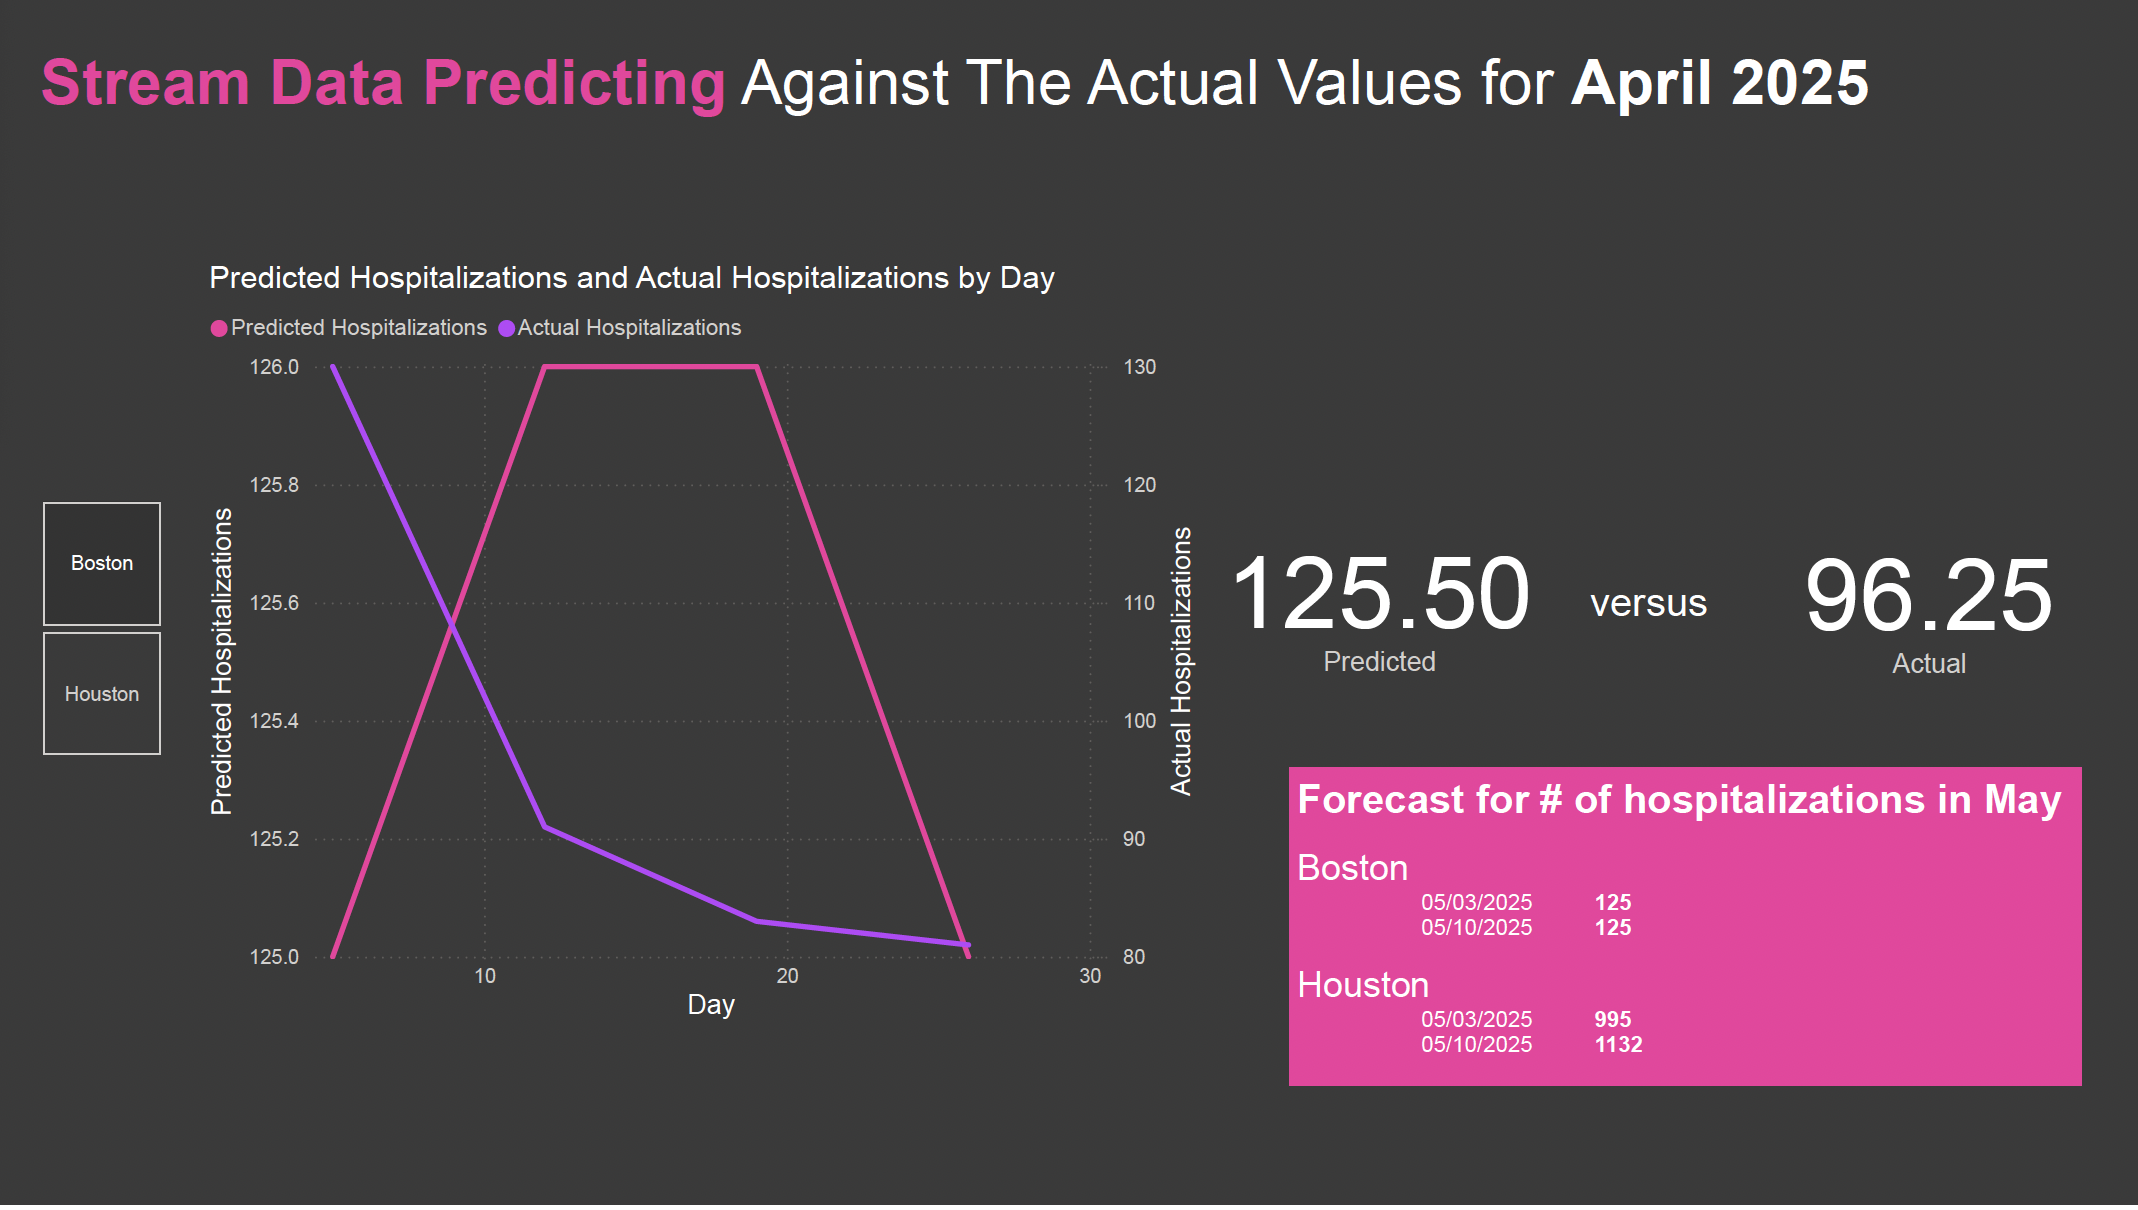 Stream Data Predicting Against The Actual Values for April 2025
Predicted Hospitalizations and Actual Hospitalizations by Day
Predicted Hospitalizations Actual Hospitalizations
Boston
Houston
Predicted Hospitalizations
126.0
125.8
125.6
125.4
125.2
125.0
130
120
110
100
90
80
Actual Hospitalizations
10 20 30
Day
125.50 versus 96.25
Predicted Actual
Forecast for # of hospitalizations in May
Boston
05/03/2025 125
05/10/2025 125
Houston
05/03/2025 995
05/10/2025 1132